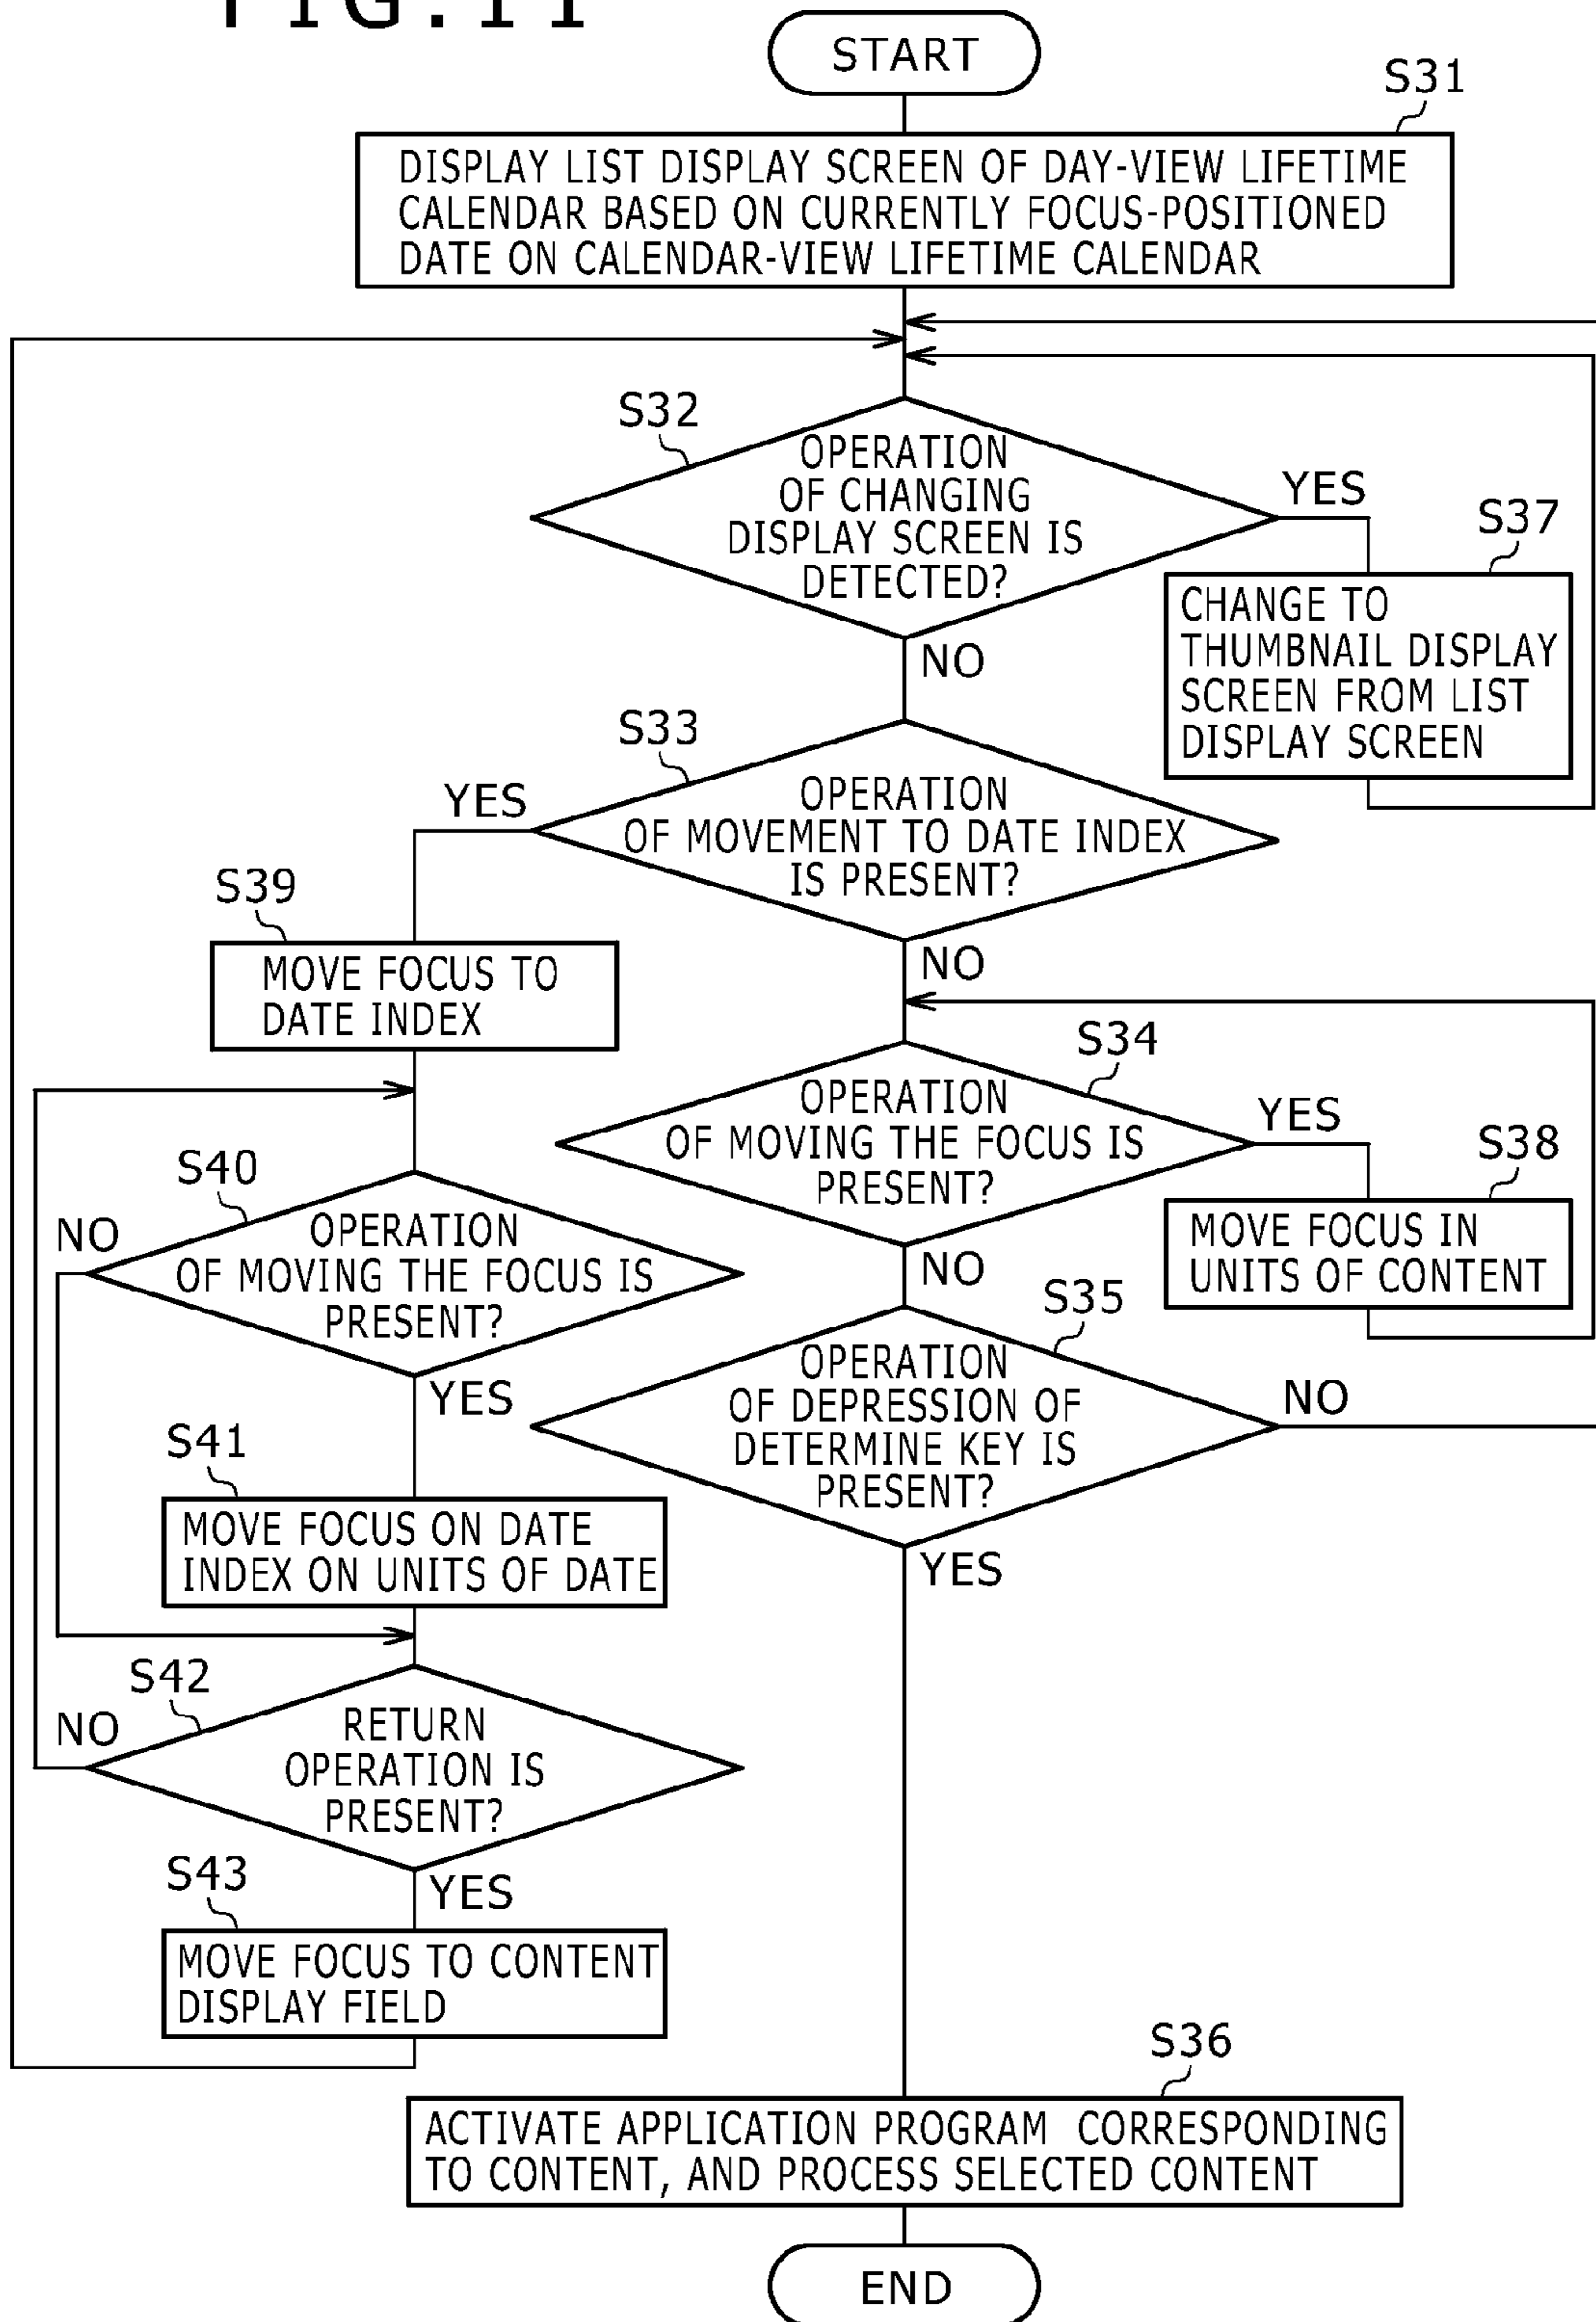 FIG.11
START
S31
DISPLAY LIST DISPLAY SCREEN OF DAY-VIEW LIFETIME
CALENDAR BASED ON CURRENTLY FOCUS-POSITIONED
DATE ON CALENDAR-VIEW LIFETIME CALENDAR
S32
OPERATION
OF CHANGING
DISPLAY SCREEN IS
DETECTED?
YES
NO
S37
CHANGE TO
THUMBNAIL DISPLAY
SCREEN FROM LIST
DISPLAY SCREEN
S33
YES
OPERATION
OF MOVEMENT TO DATE INDEX
IS PRESENT?
NO
S39
MOVE FOCUS TO
DATE INDEX
S34
OPERATION
OF MOVING THE FOCUS IS
PRESENT?
YES
NO
S38
MOVE FOCUS IN
UNITS OF CONTENT
S40
NO
OPERATION
OF MOVING THE FOCUS IS
PRESENT?
YES
S35
OPERATION
OF DEPRESSION OF
DETERMINE KEY IS
PRESENT?
NO
YES
S41
MOVE FOCUS ON DATE
INDEX ON UNITS OF DATE
S42
NO
RETURN
OPERATION IS
PRESENT?
YES
S43
MOVE FOCUS TO CONTENT
DISPLAY FIELD
S36
ACTIVATE APPLICATION PROGRAM CORRESPONDING
TO CONTENT, AND PROCESS SELECTED CONTENT
END